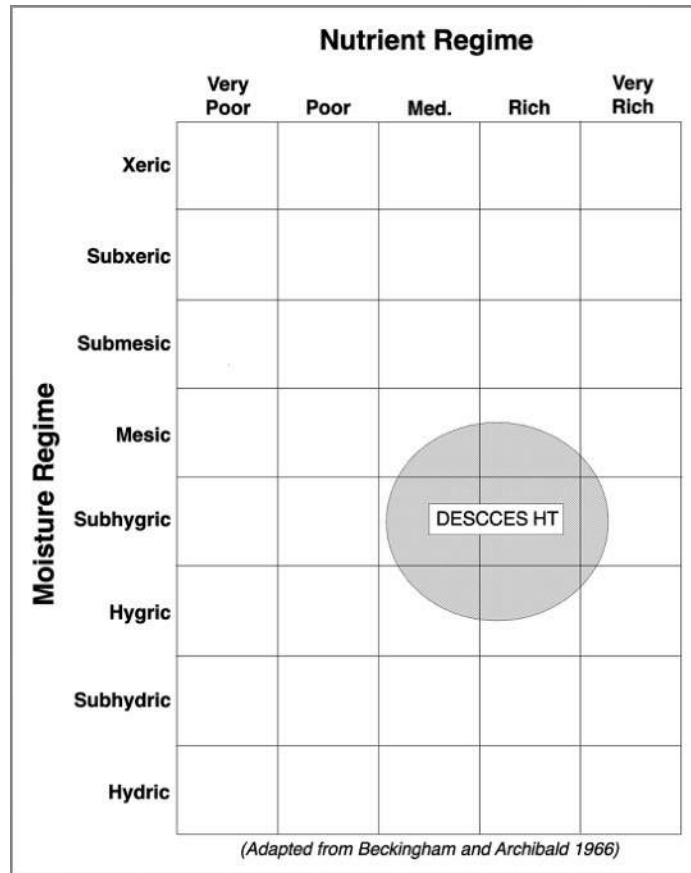 Nutrient Regime
Very Poor
Poor
Med.
Rich
Very Rich
Moisture Regime
Xeric
Subxeric
Submesic
Mesic
Subhygric
Hygric
Subhydric
Hydric
DESCCES HT
(Adapted from Beckingham and Archibald 1966)